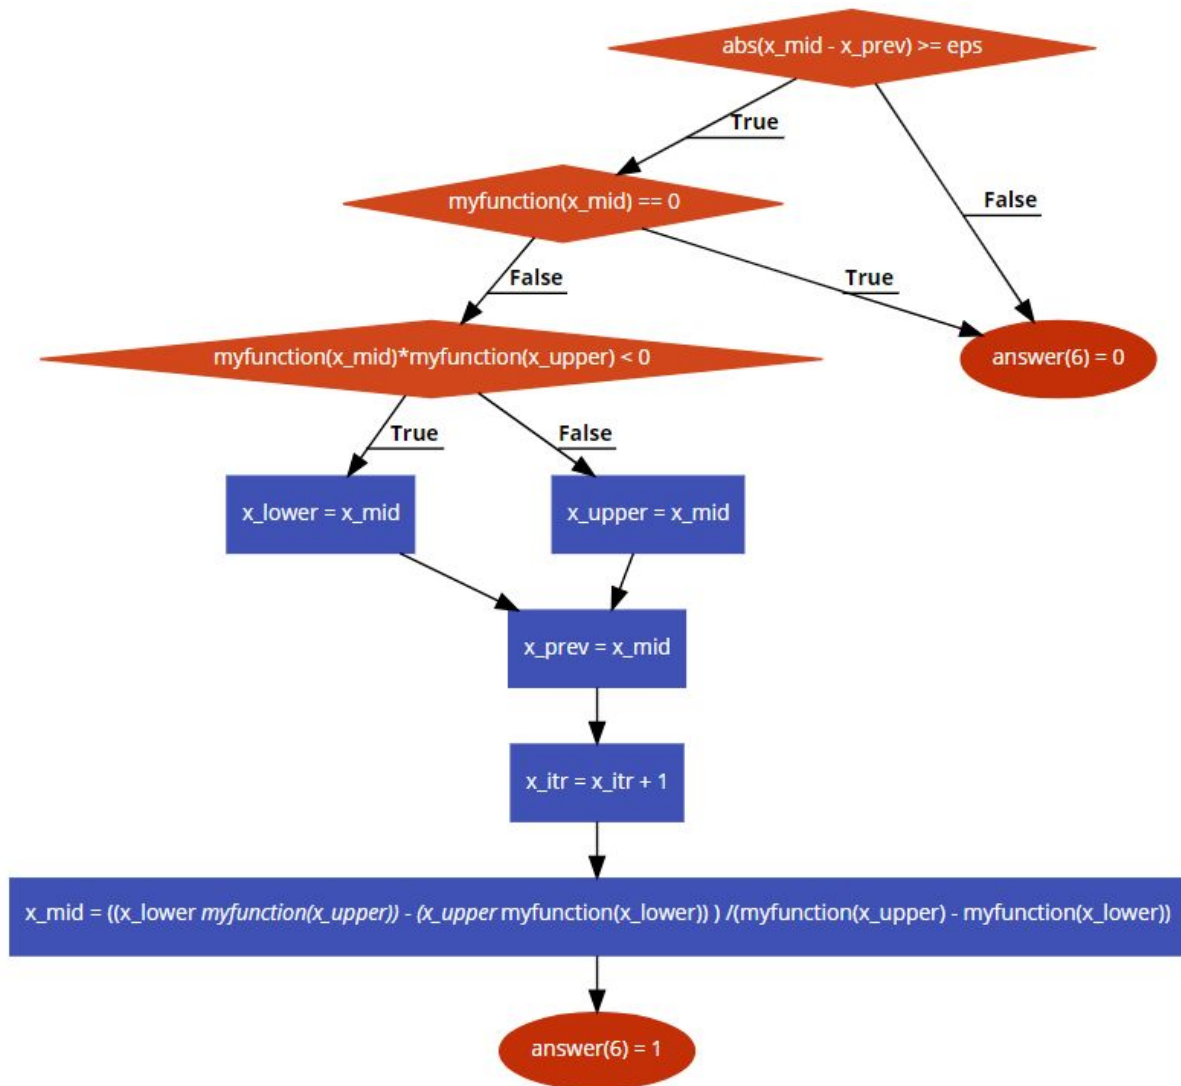 abs(x_mid - x_prev) >= eps
True
myfunction(x_mid) == 0
False
False
True
myfunction(x_mid)*myfunction(x_upper) < 0
answer(6) = 0
True
False
x_lower = x_mid
x_upper = x_mid
x_prev = x_mid
x_itr = x_itr + 1
x_mid = ((x_lower myfunction(x_upper)) - (x_upper myfunction(x_lower)) ) /(myfunction(x_upper) - myfunction(x_lower))
answer(6) = 1